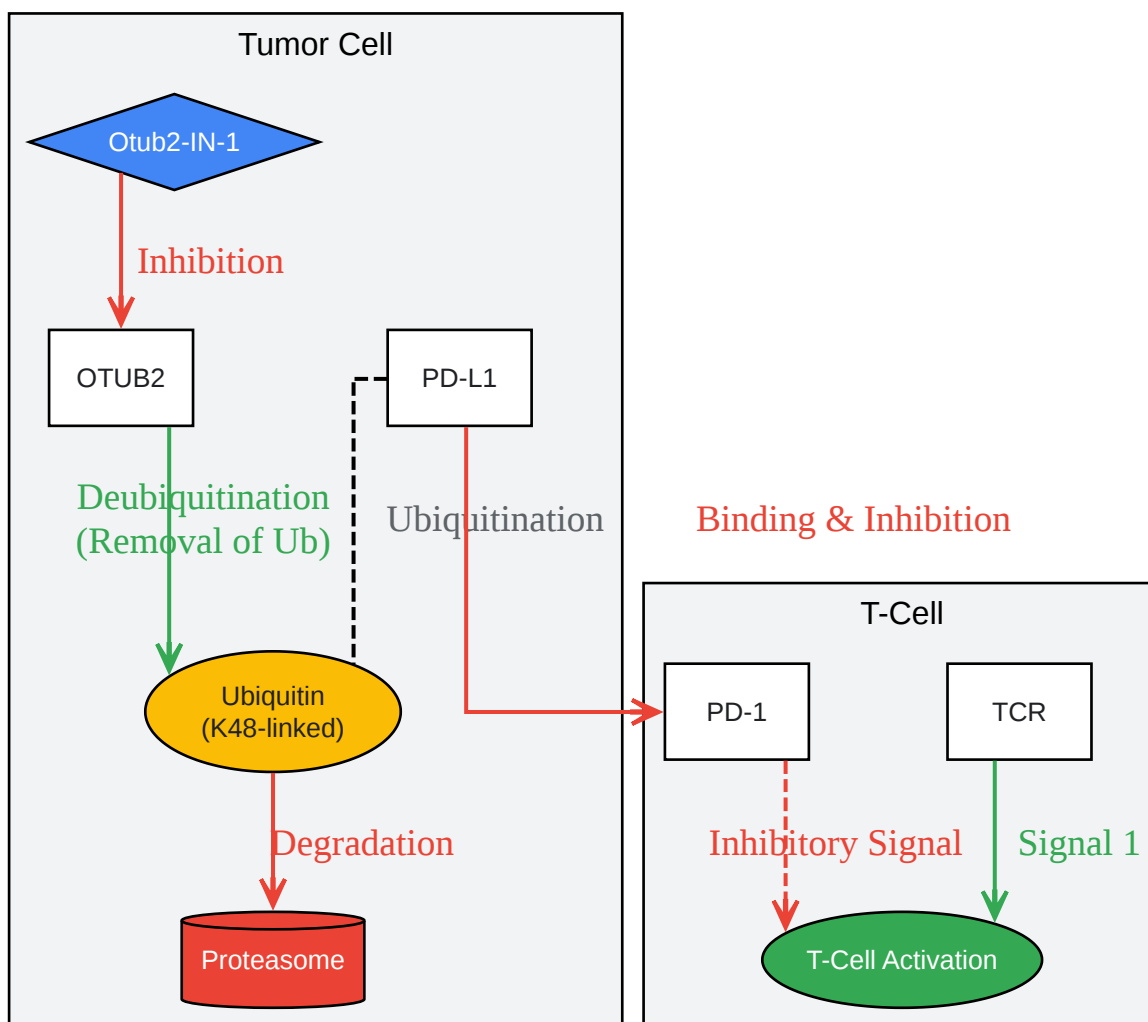 Tumor Cell
Otub2-IN-1
Inhibition
OTUB2
PD-L1
Deubiquitination
(Removal of Ub)
Ubiquitination
Binding & Inhibition
T-Cell
Ubiquitin
(K48-linked)
PD-1
TCR
Degradation
Inhibitory Signal
Signal 1
Proteasome
T-Cell Activation